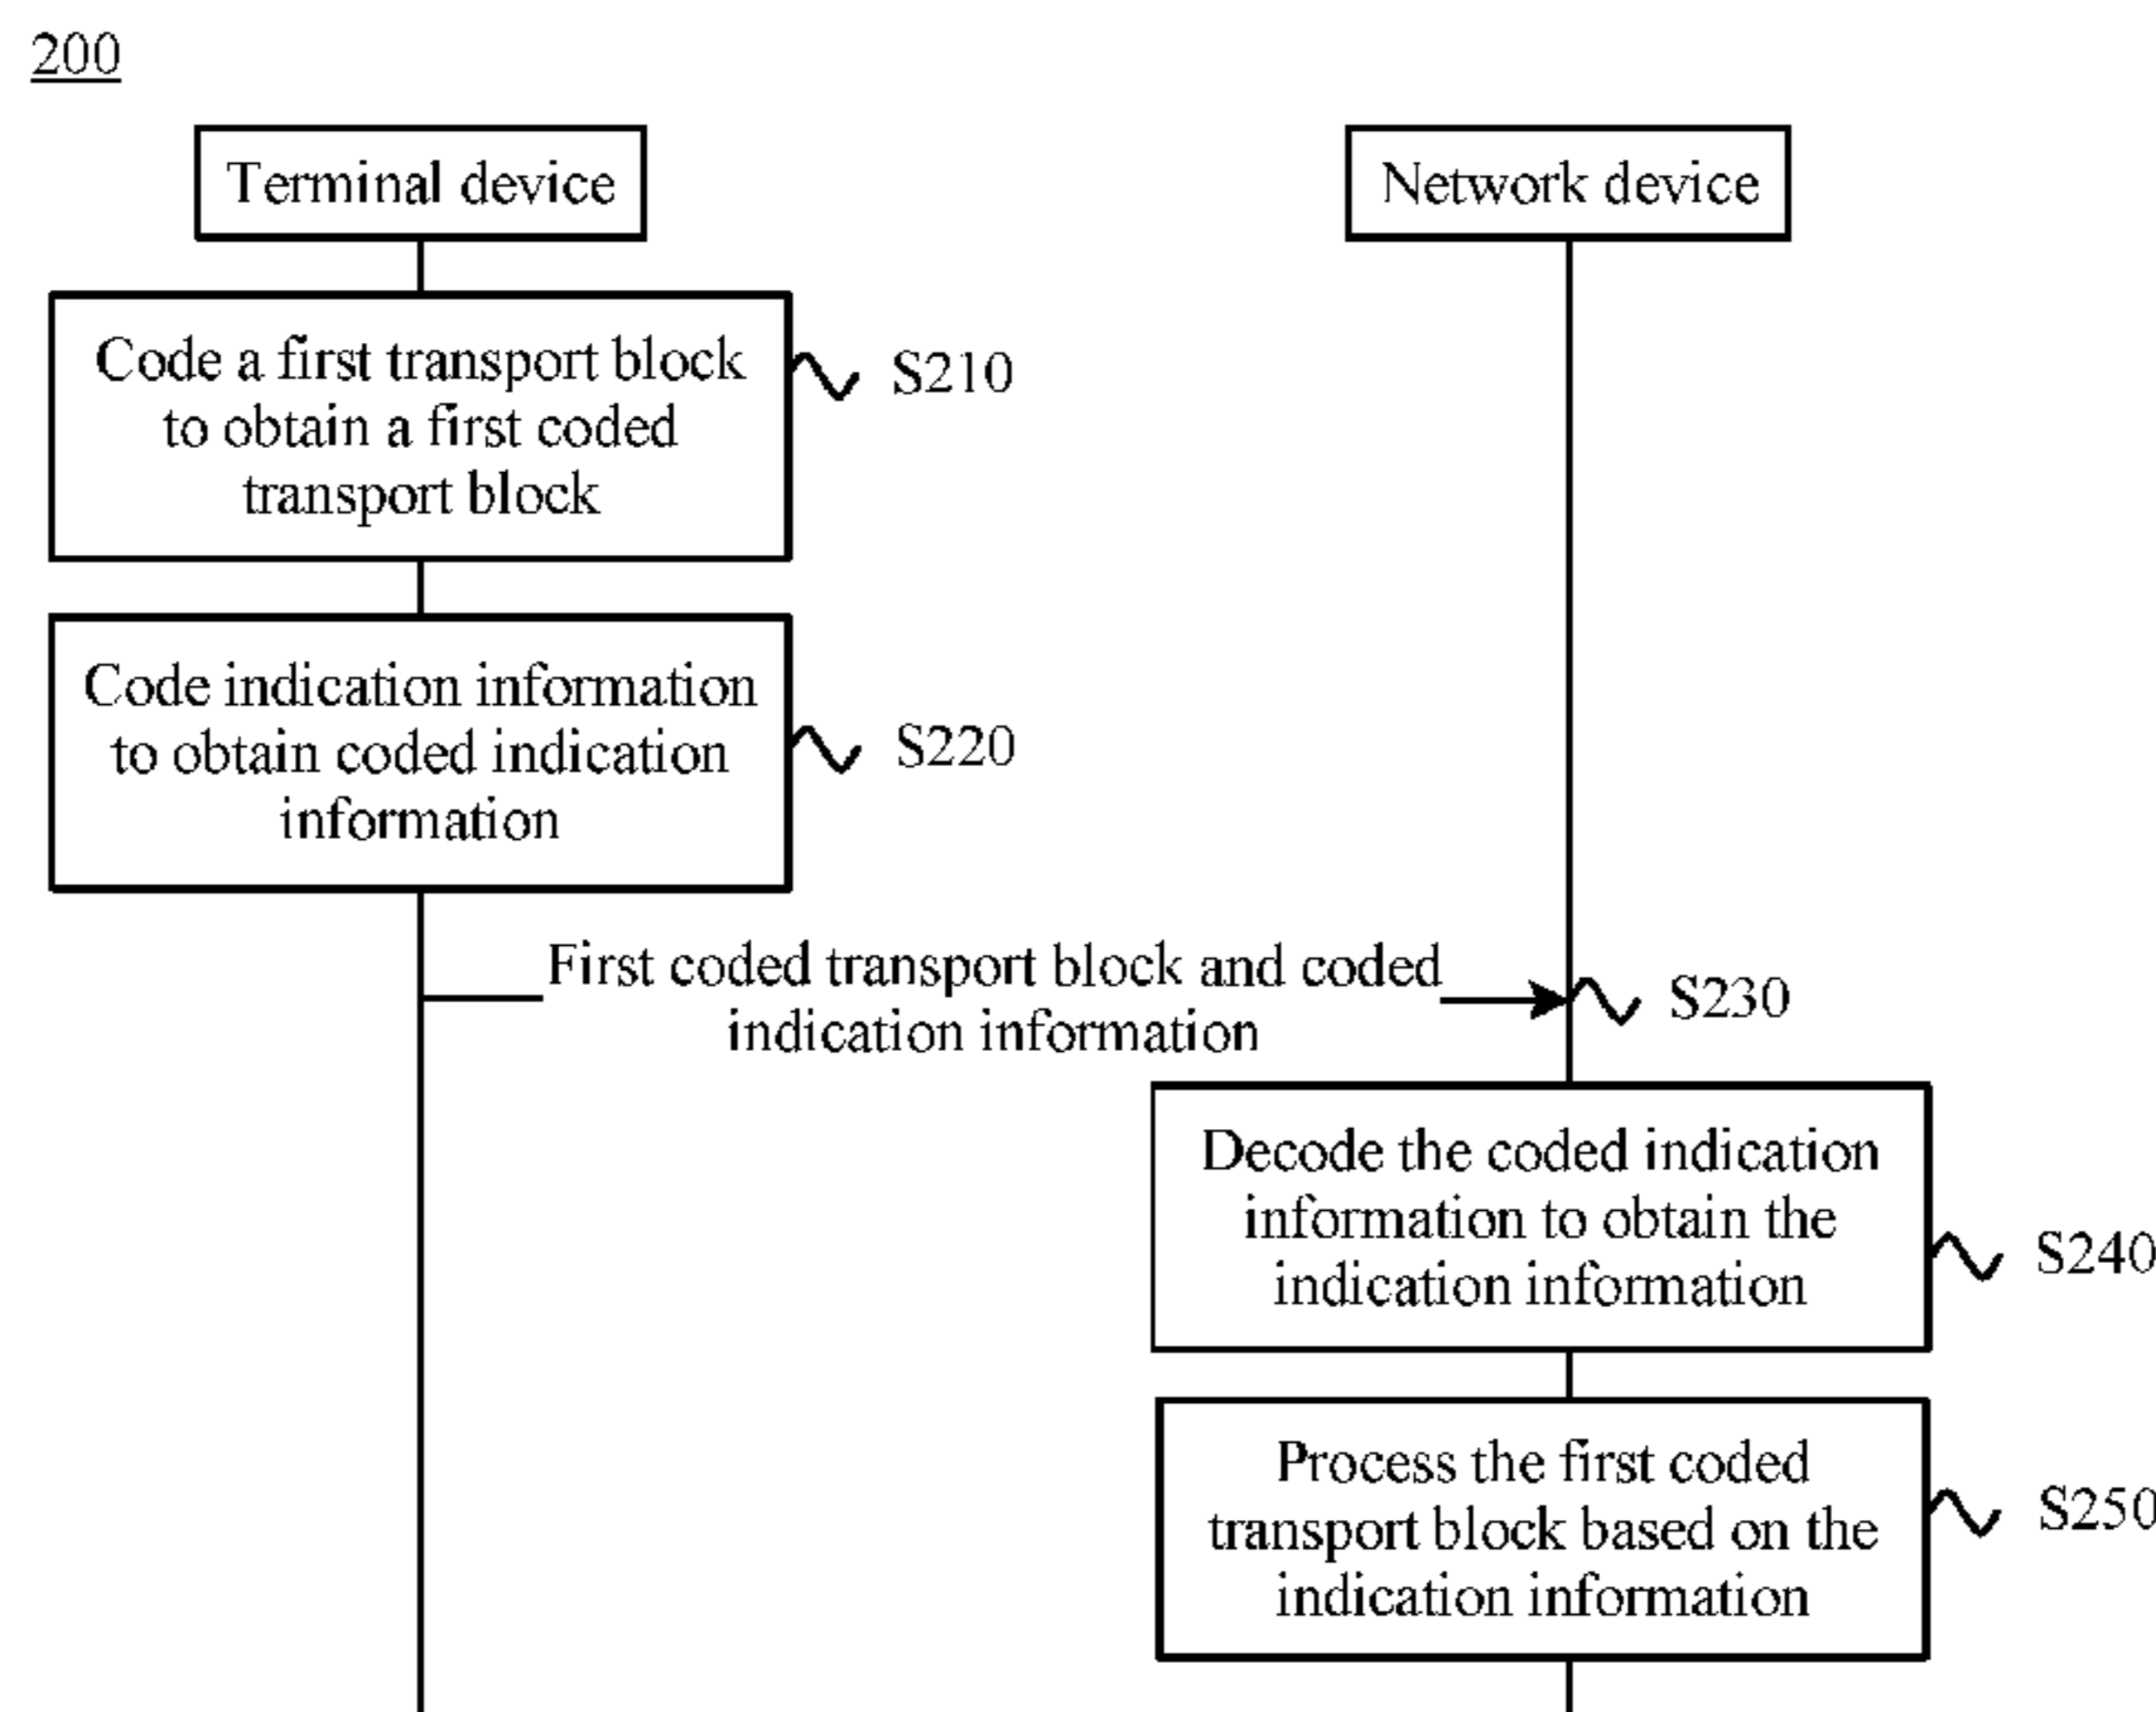 200
Terminal device
Network device
Code a first transport block
to obtain a first coded
transport block
S210
Code indication information
to obtain coded indication
information
S220
First coded transport block and coded
indication information
S230
Decode the coded indication
information to obtain the
indication information
S240
Process the first coded
transport block based on the
indication information
S250